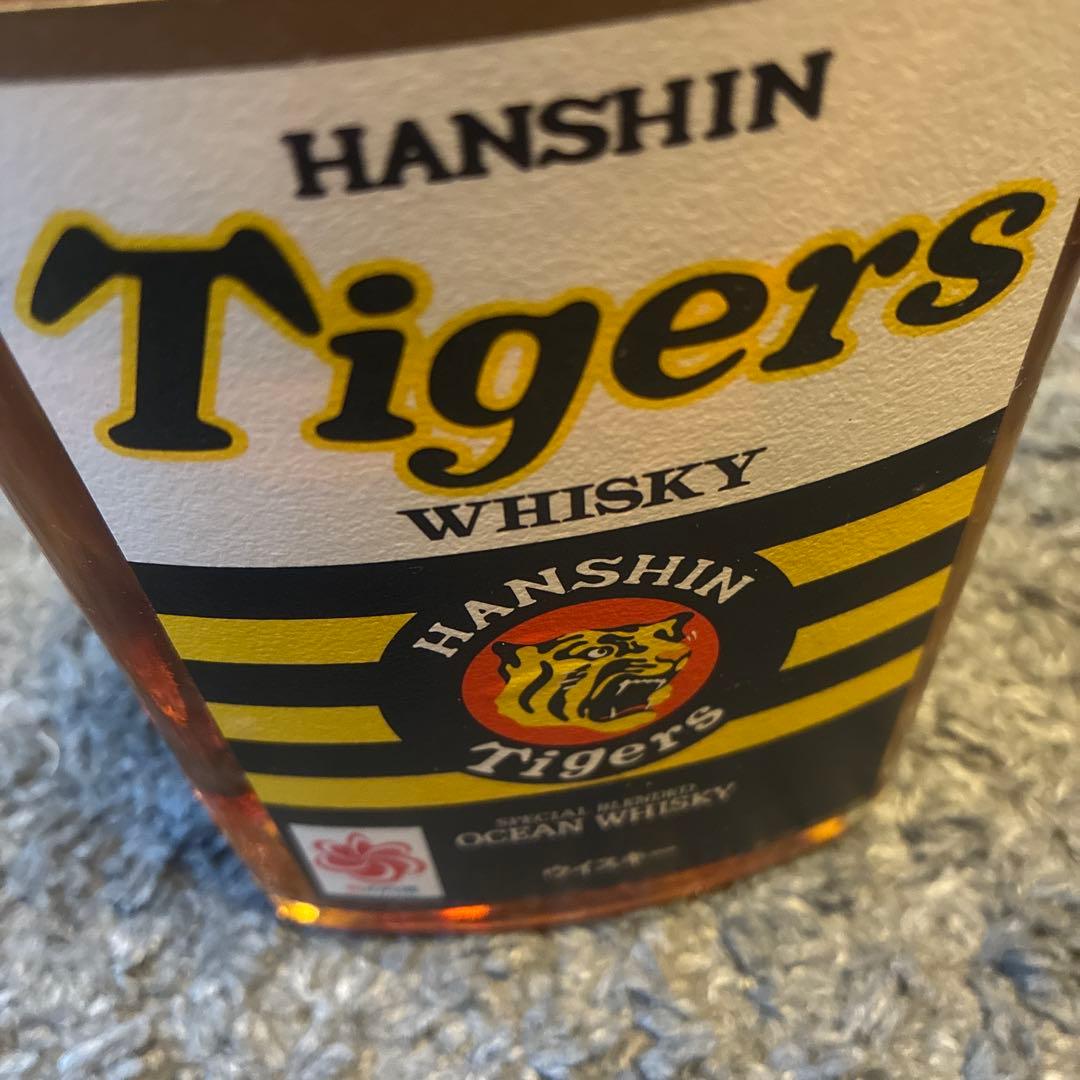 HANSHIN
Tigers
WHISKY
HANSHIN
Tigers
SPECIAL BLENDED
OCEAN WHISKY
ウイスキー